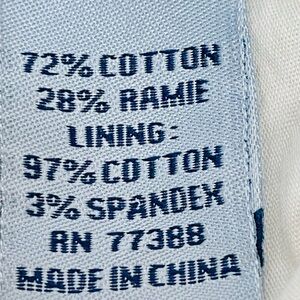 72% COTTON
28% RAMIE
LINING:
97% COTTON
3% SPANDEX
RN 77388
MADE IN CHINA